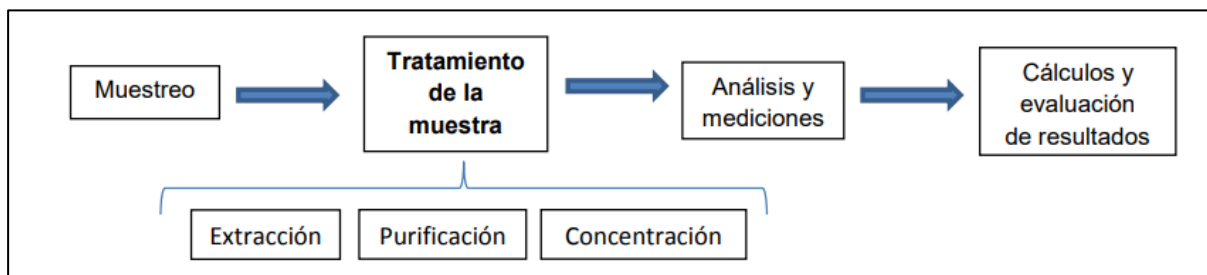 Muestreo
Tratamiento
de la
muestra
Análisis y
mediciones
Cálculos y
evaluación
de resultados
Extracción
Purificación
Concentración